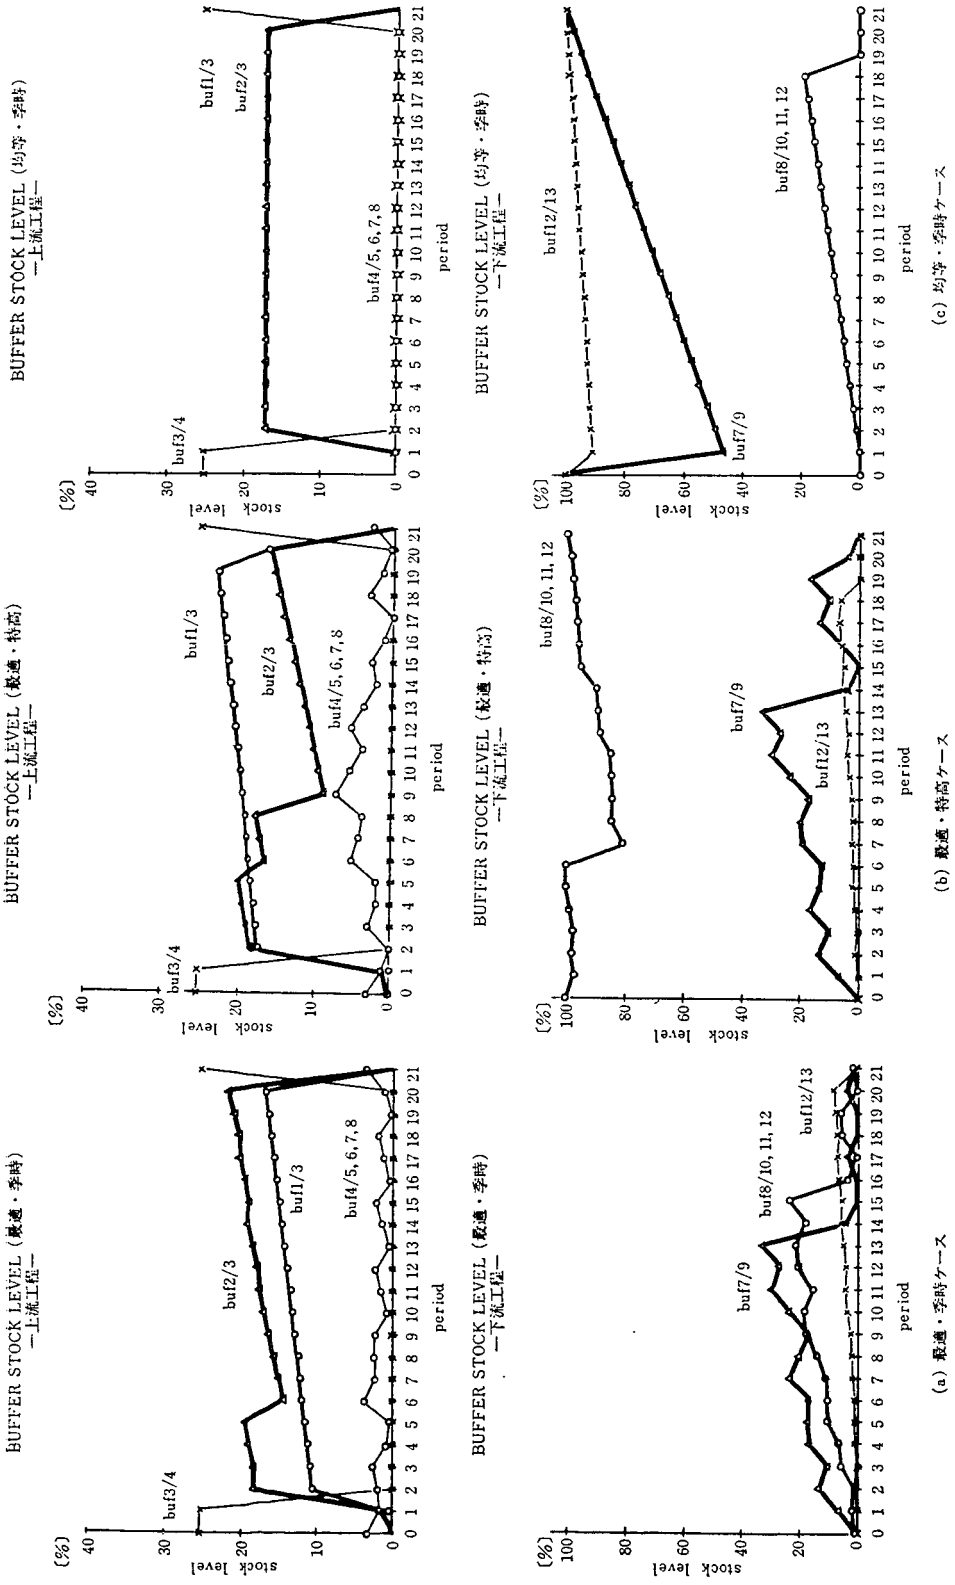 BUFFER STOCK LEVEL (最適・季時)
―上流工程―
(%)
40
30
20
10
0
stock level
buf3/4
buf2/3
buf1/3
buf4/5,6,7,8
0 1 2 3 4 5 6 7 8 9 10 11 12 13 14 15 16 17 18 19 20 21
period
BUFFER STOCK LEVEL (最適・特高)
―上流工程―
(%)
40
30
20
10
0
stock level
buf3/4
buf1/3
buf2/3
buf4/5,6,7,8
0 1 2 3 4 5 6 7 8 9 10 11 12 13 14 15 16 17 18 19 20 21
period
BUFFER STOCK LEVEL (均等・季時)
―上流工程―
(%)
40
30
20
10
0
stock level
buf3/4
buf1/3
buf2/3
buf4/5,6,7,8
0 1 2 3 4 5 6 7 8 9 10 11 12 13 14 15 16 17 18 19 20 21
period
BUFFER STOCK LEVEL (最適・季時)
―下流工程―
(%)
100
80
60
40
20
0
stock level
buf7/9
buf8/10,11,12
buf12/13
0 1 2 3 4 5 6 7 8 9 10 11 12 13 14 15 16 17 18 19 20 21
period
(a) 最適・季時ケース
BUFFER STOCK LEVEL (最適・特高)
―下流工程―
(%)
100
80
60
40
20
0
stock level
buf8/10,11,12
buf7/9
buf12/13
0 1 2 3 4 5 6 7 8 9 10 11 12 13 14 15 16 17 18 19 20 21
period
(b) 最適・特高ケース
BUFFER STOCK LEVEL (均等・季時)
―下流工程―
(%)
100
80
60
40
20
0
stock level
buf12/13
buf7/9
buf8/10,11,12
0 1 2 3 4 5 6 7 8 9 10 11 12 13 14 15 16 17 18 19 20 21
period
(c) 均等・季時ケース